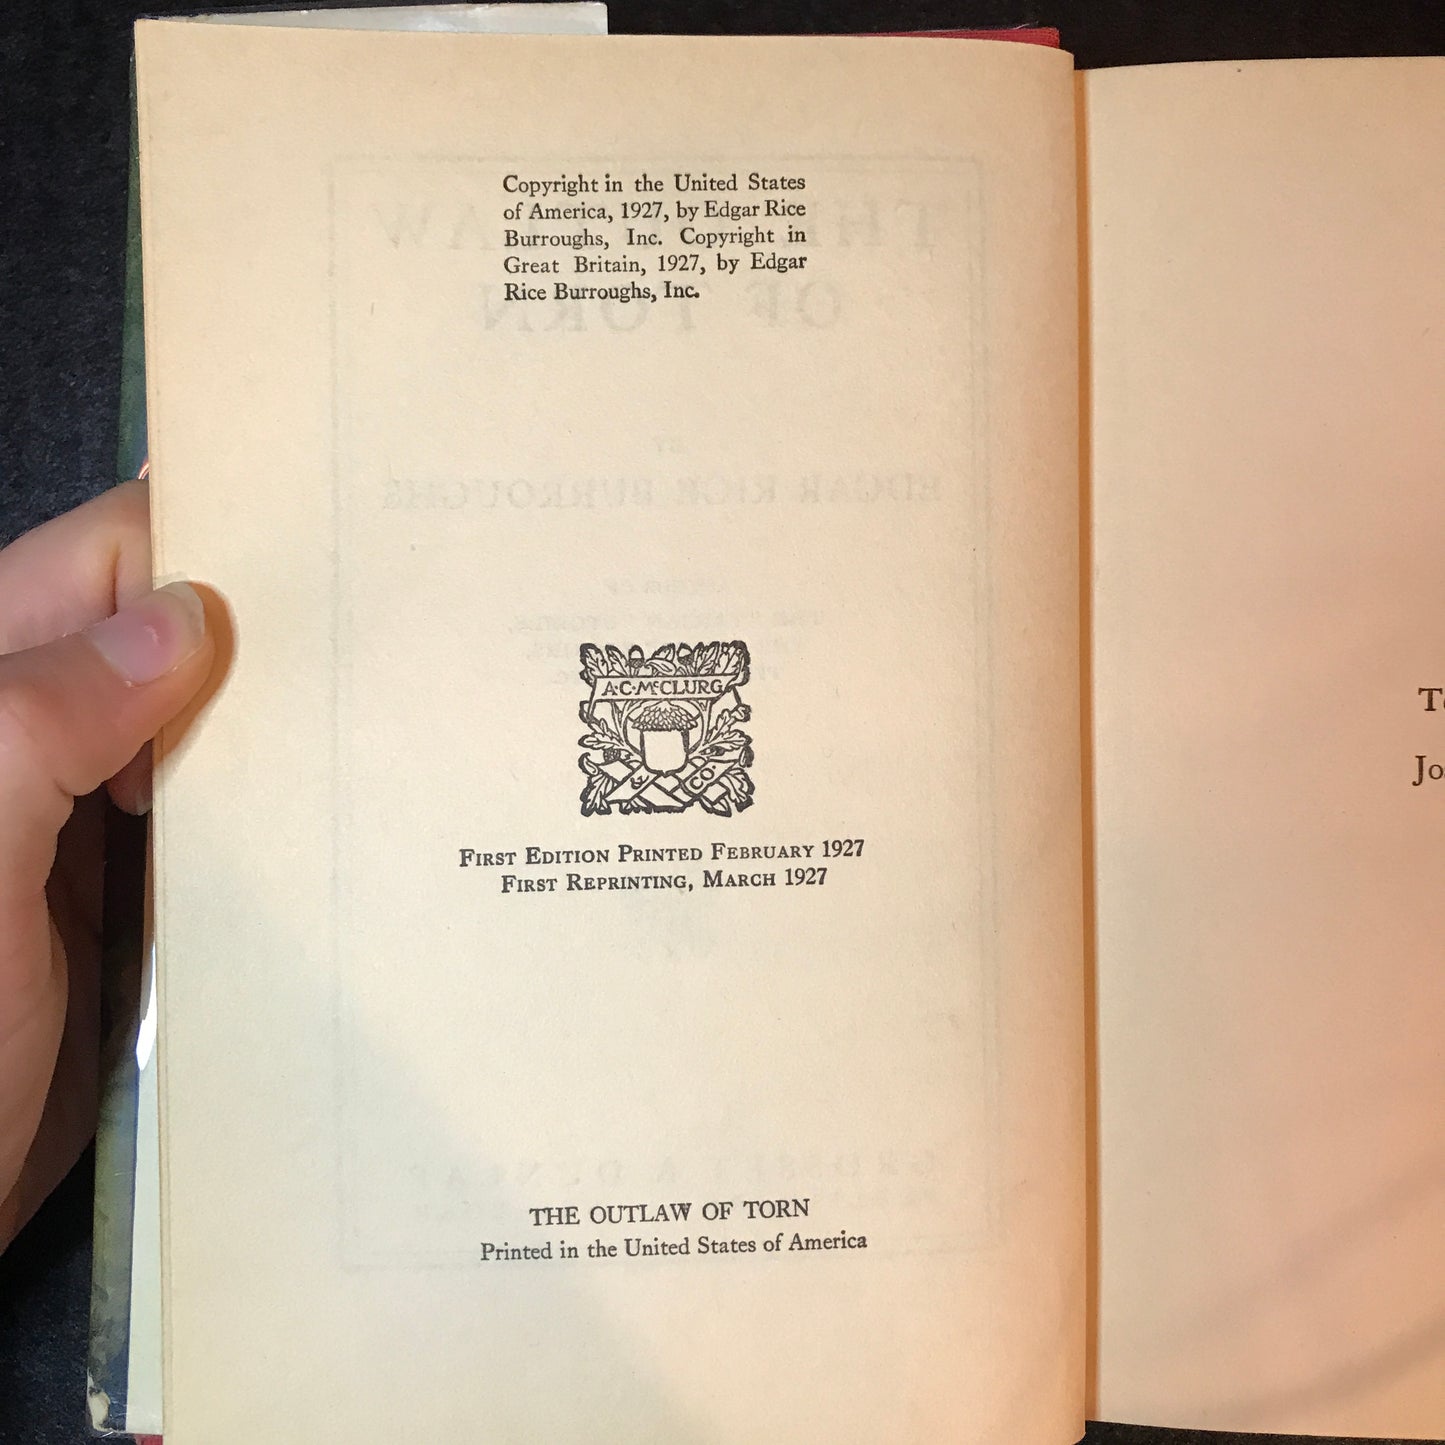 Copyright in the United States
of America, 1927, by Edgar Rice
Burroughs, Inc. Copyright in
Great Britain, 1927, by Edgar
Rice Burroughs, Inc.
A·C·McCLURG
& CO.
FIRST EDITION PRINTED FEBRUARY 1927
FIRST REPRINTING, MARCH 1927
THE OUTLAW OF TORN
Printed in the United States of America